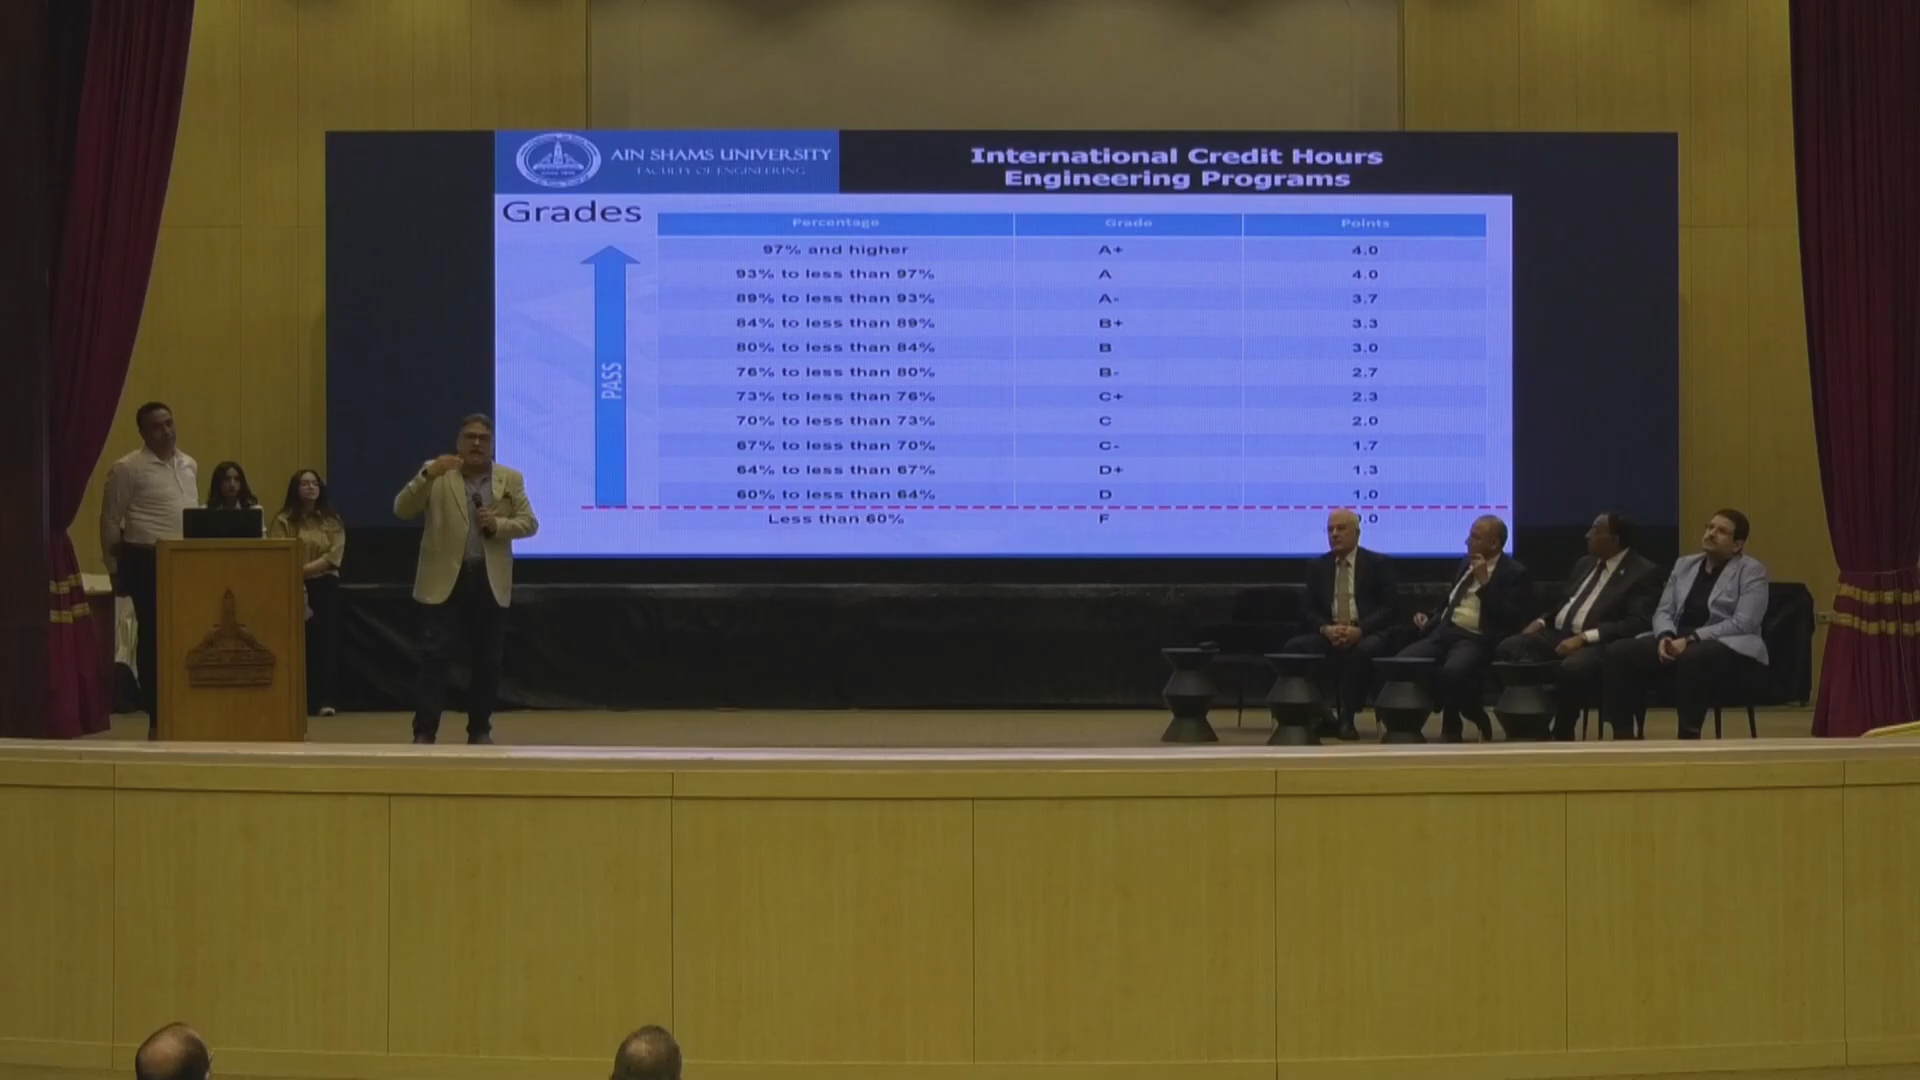 AIN SHAMS UNIVERSITY
FACULTY OF ENGINEERING
International Credit Hours
Engineering Programs
Grades
Percentage Grade Points
97% and higher A+ 4.0
93% to less than 97% A 4.0
89% to less than 93% A- 3.7
84% to less than 89% B+ 3.3
80% to less than 84% B 3.0
76% to less than 80% B- 2.7
73% to less than 76% C+ 2.3
70% to less than 73% C 2.0
67% to less than 70% C- 1.7
64% to less than 67% D+ 1.3
60% to less than 64% D 1.0
Less than 60% F .0
PASS